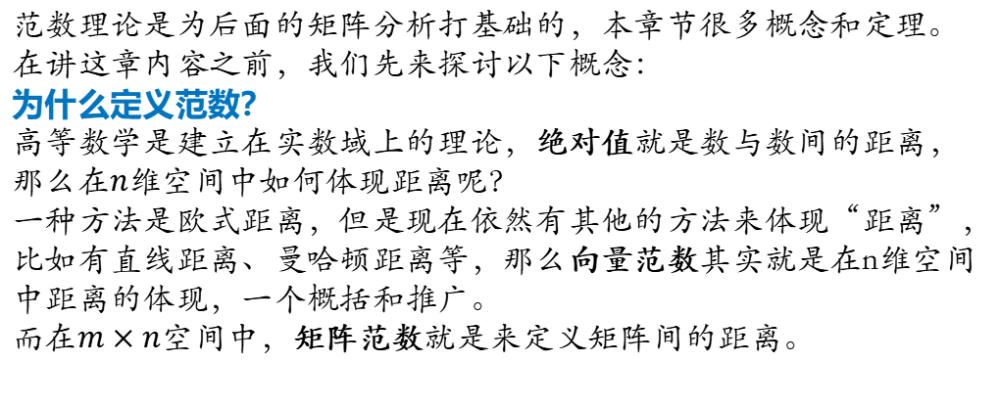 范数理论是为后面的矩阵分析打基础的，本章节很多概念和定理。
在讲这章内容之前，我们先来探讨以下概念：
为什么定义范数?
高等数学是建立在实数域上的理论，绝对值就是数与数间的距离，
那么在n维空间中如何体现距离呢?
一种方法是欧式距离，但是现在依然有其他的方法来体现“距离”，
比如有直线距离、曼哈顿距离等，那么向量范数其实就是在n维空间
中距离的体现，一个概括和推广。
而在m × n空间中，矩阵范数就是来定义矩阵间的距离。